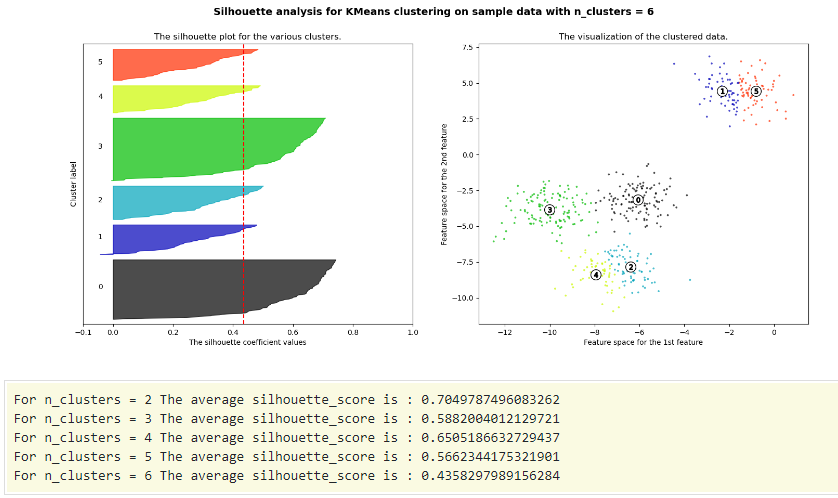 Silhouette analysis for KMeans clustering on sample data with n_clusters = 6
The silhouette plot for the various clusters.
5
4
3
2
1
0
Cluster label
−0.1 0.0 0.2 0.4 0.6 0.8 1.0
The silhouette coefficient values
The visualization of the clustered data.
7.5
5.0
2.5
0.0
−2.5
−5.0
−7.5
−10.0
Feature space for the 2nd feature
1 5
3 0
4 2
−12 −10 −8 −6 −4 −2 0
Feature space for the 1st feature
For n_clusters = 2 The average silhouette_score is : 0.7049787496083262
For n_clusters = 3 The average silhouette_score is : 0.5882004012129721
For n_clusters = 4 The average silhouette_score is : 0.6505186632729437
For n_clusters = 5 The average silhouette_score is : 0.5662344175321901
For n_clusters = 6 The average silhouette_score is : 0.4358297989156284